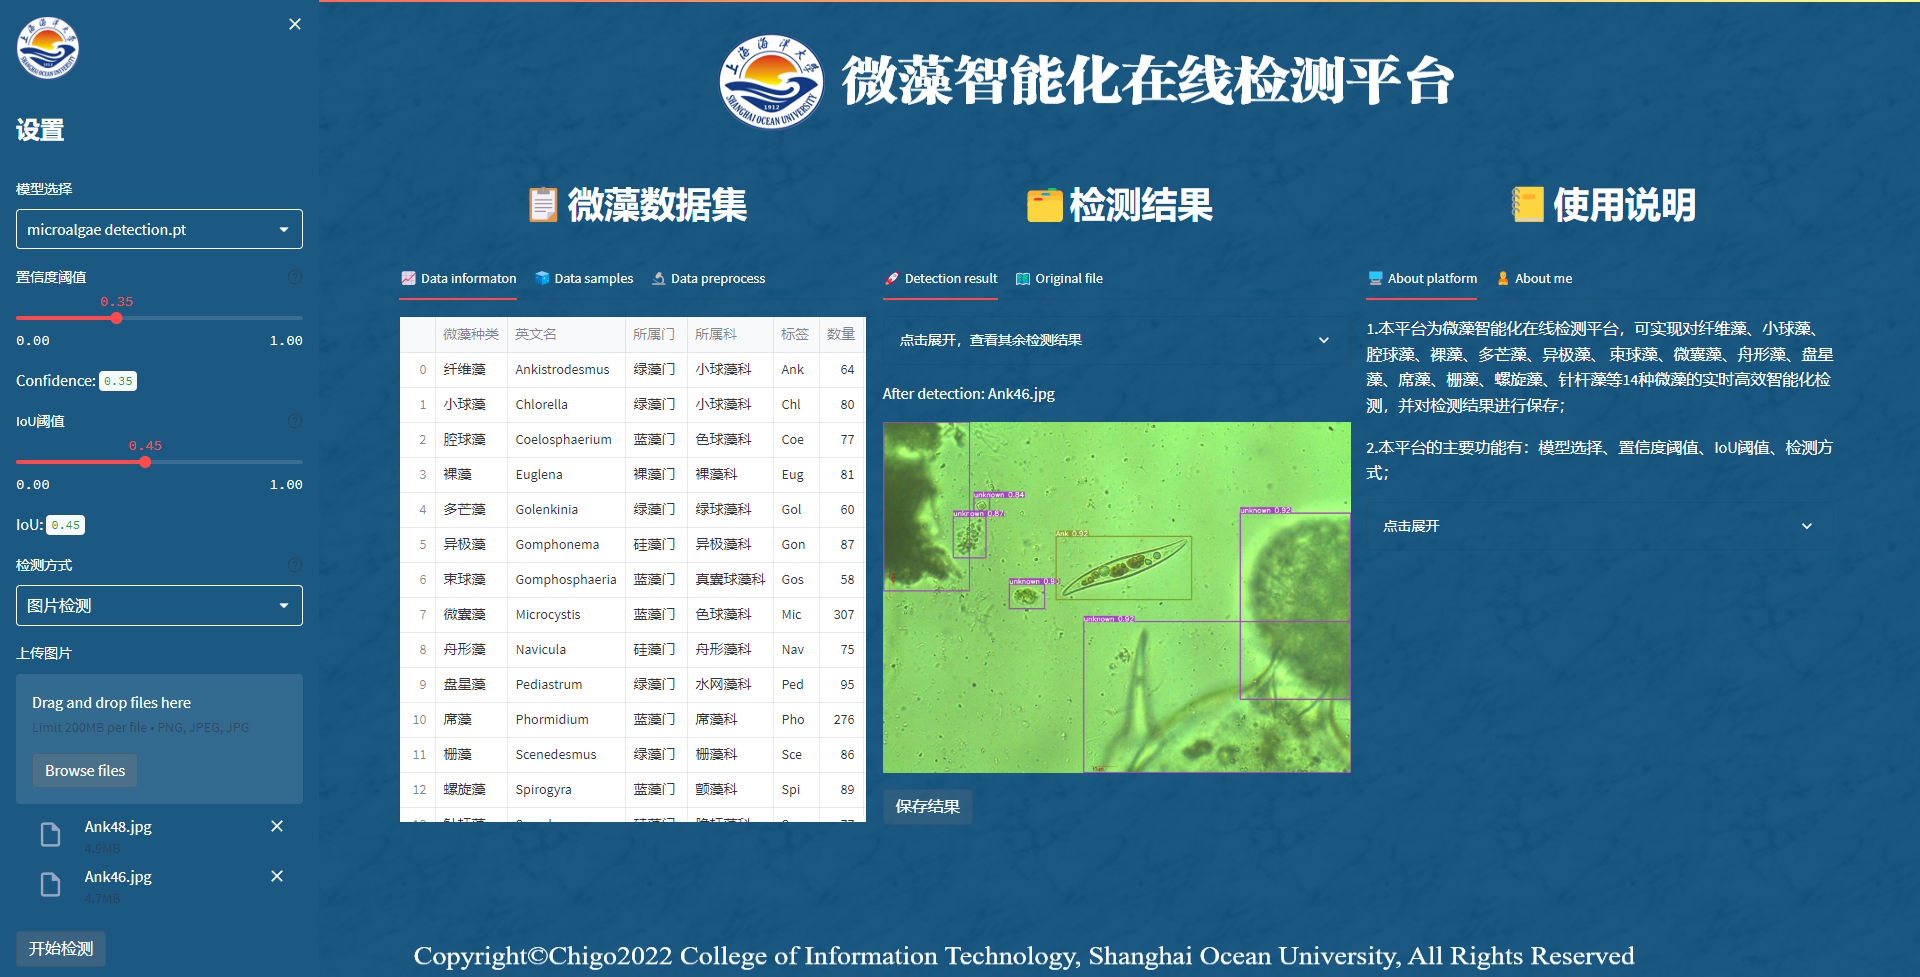 设置
模型选择
microalgae detection.pt
置信度阈值
0.35
0.00 1.00
Confidence: 0.35
IoU阈值
0.45
0.00 1.00
IoU: 0.45
检测方式
图片检测
上传图片
Drag and drop files here
Limit 200MB per file • PNG, JPEG, JPG
Browse files
Ank48.jpg
4.9MB
Ank46.jpg
4.7MB
开始检测
上海海洋大学
SHANGHAI OCEAN UNIVERSITY
1912
微藻智能化在线检测平台
微藻数据集
Data informaton Data samples Data preprocess
微藻种类 英文名 所属门 所属科 标签 数量
0 纤维藻 Ankistrodesmus 绿藻门 小球藻科 Ank 64
1 小球藻 Chlorella 绿藻门 小球藻科 Chl 80
2 腔球藻 Coelosphaerium 蓝藻门 色球藻科 Coe 77
3 裸藻 Euglena 裸藻门 裸藻科 Eug 81
4 多芒藻 Golenkinia 绿藻门 绿球藻科 Gol 60
5 异极藻 Gomphonema 硅藻门 异极藻科 Gon 87
6 束球藻 Gomphosphaeria 蓝藻门 真囊球藻科 Gos 58
7 微囊藻 Microcystis 蓝藻门 色球藻科 Mic 307
8 舟形藻 Navicula 硅藻门 舟形藻科 Nav 75
9 盘星藻 Pediastrum 绿藻门 水网藻科 Ped 95
10 席藻 Phormidium 蓝藻门 席藻科 Pho 276
11 栅藻 Scenedesmus 绿藻门 栅藻科 Sce 86
12 螺旋藻 Spirogyra 蓝藻门 颤藻科 Spi 89
检测结果
Detection result Original file
点击展开，查看其余检测结果
After detection: Ank46.jpg
unknown 0.84
unknown 0.87
unknown 0.92
Ank 0.92
unknown 0.9
unknown 0.92
保存结果
使用说明
About platform About me
1.本平台为微藻智能化在线检测平台，可实现对纤维藻、小球藻、
腔球藻、裸藻、多芒藻、异极藻、 束球藻、微囊藻、舟形藻、盘星
藻、席藻、栅藻、螺旋藻、针杆藻等14种微藻的实时高效智能化检
测，并对检测结果进行保存；
2.本平台的主要功能有：模型选择、置信度阈值、IoU阈值、检测方
式；
点击展开
Copyright©Chigo2022 College of Information Technology, Shanghai Ocean University, All Rights Reserved